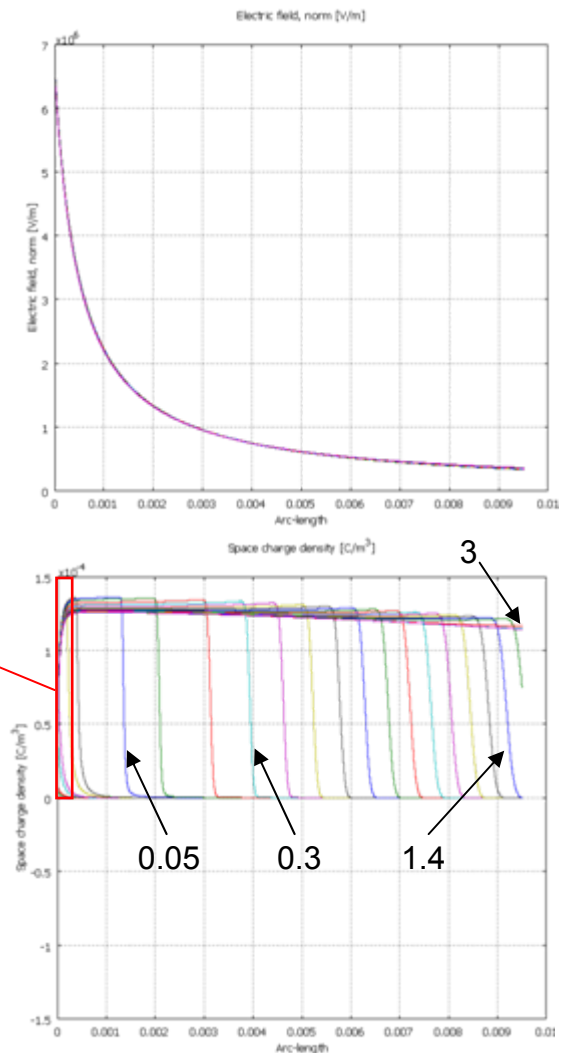 Electric field, norm [V/m]
x10^6
7
6
5
4
3
2
1
0
Electric field, norm [V/m]
0 0.001 0.002 0.003 0.004 0.005 0.006 0.007 0.008 0.009 0.01
Arc-length
Space charge density [C/m^3]
3
x10^-4
1.5
1
0.5
0
-0.5
-1
-1.5
Space charge density [C/m^3]
0.05 0.3 1.4
0 0.001 0.002 0.003 0.004 0.005 0.006 0.007 0.008 0.009 0.01
Arc-length